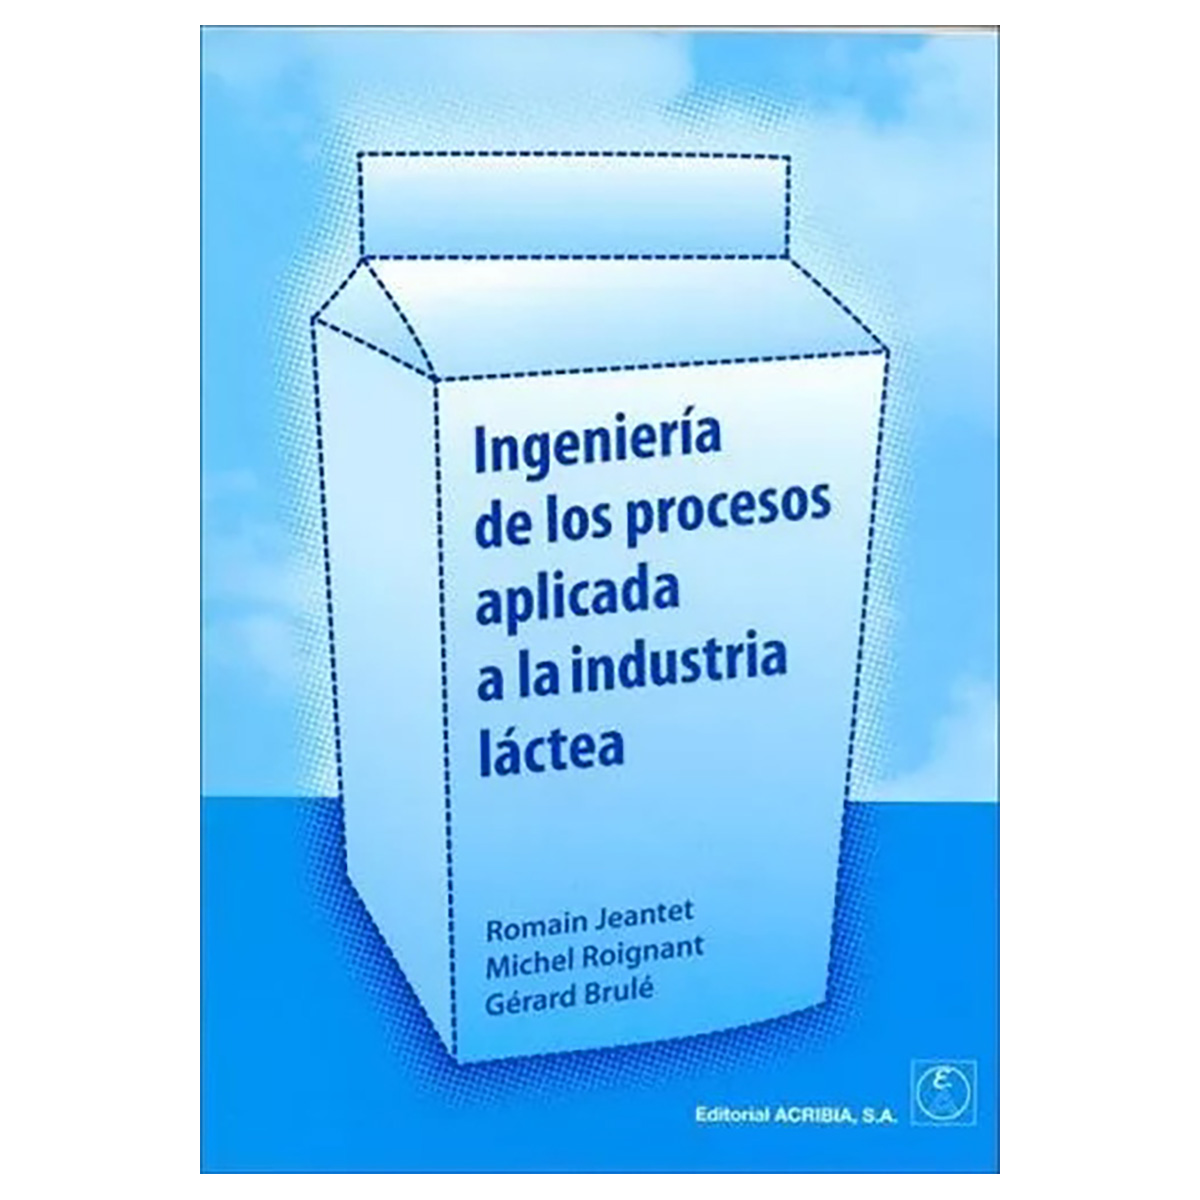 Ingeniería
de los procesos
aplicada
a la industria
láctea
Romain Jeantet
Michel Roignant
Gérard Brulé
Editorial ACRIBIA, S.A.